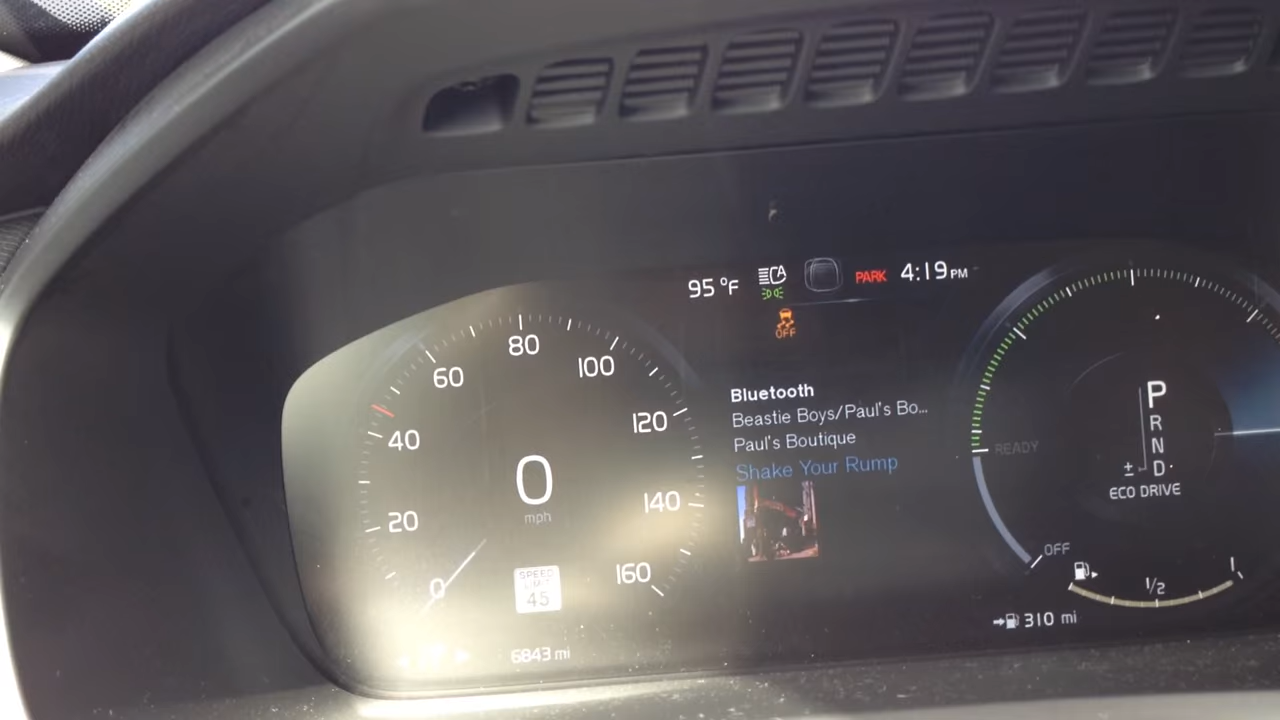 95 °F
A
PARK
4:19 PM
OFF
Bluetooth
Beastie Boys/Paul's Bo...
Paul's Boutique
Shake Your Rump
0
20
40
60
80
100
120
140
160
0
mph
SPEED
LIMIT
45
6843 mi
READY
OFF
P
R
N
± D
ECO DRIVE
1/2
1
310 mi